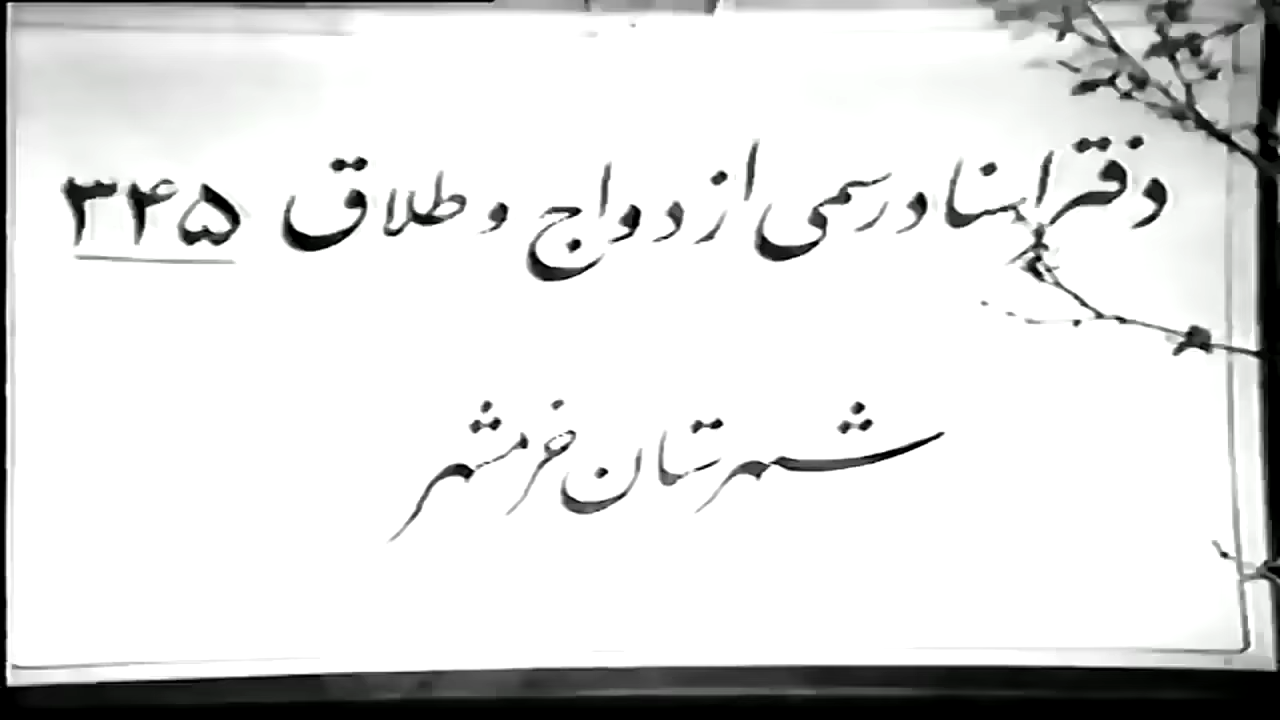 دفتر اسناد رسمی ازدواج و طلاق ۳۴۵
شهرستان خرمشهر